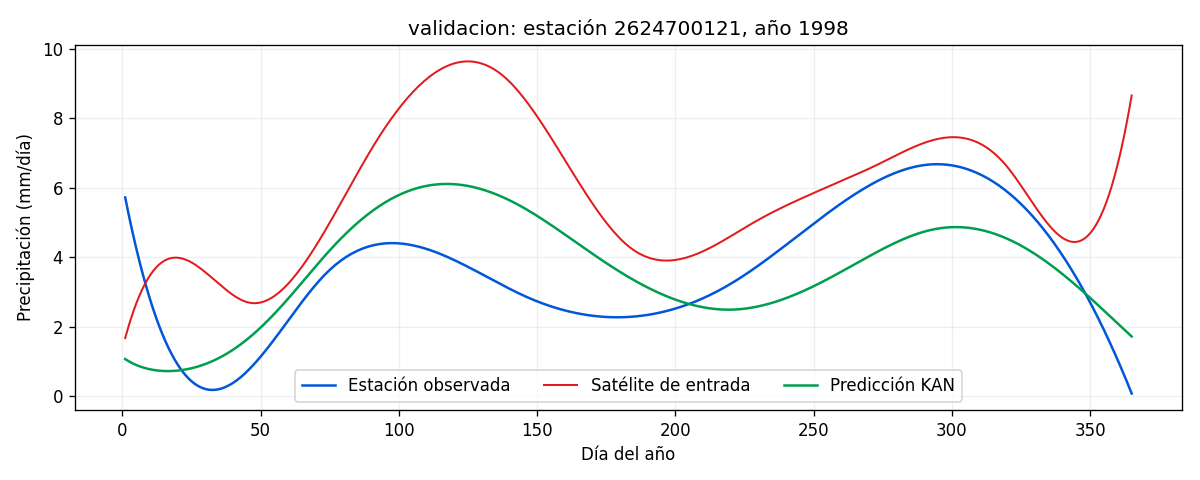 validacion: estación 2624700121, año 1998
Precipitación (mm/día)
10
8
6
4
2
0
Estación observada
Satélite de entrada
Predicción KAN
0
50
100
150
200
250
300
350
Día del año